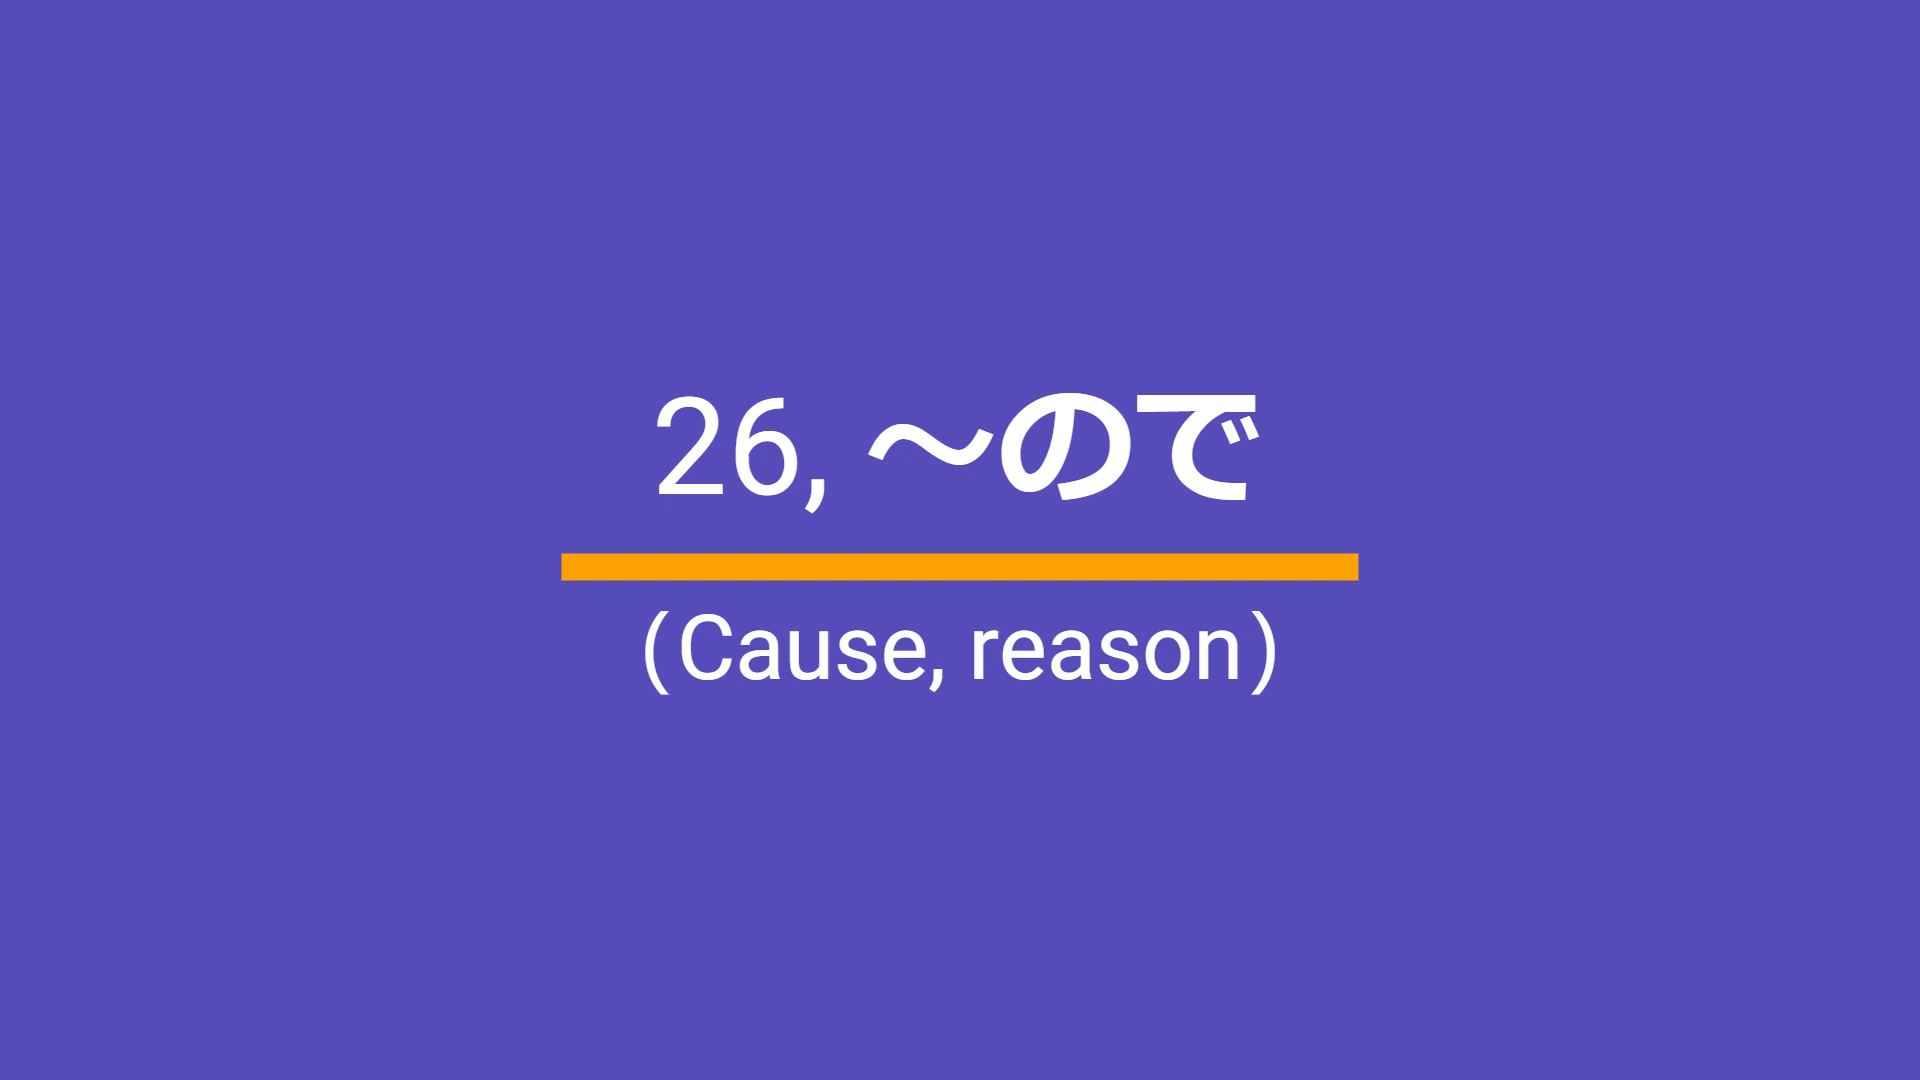 26, ～ので
(Cause, reason)